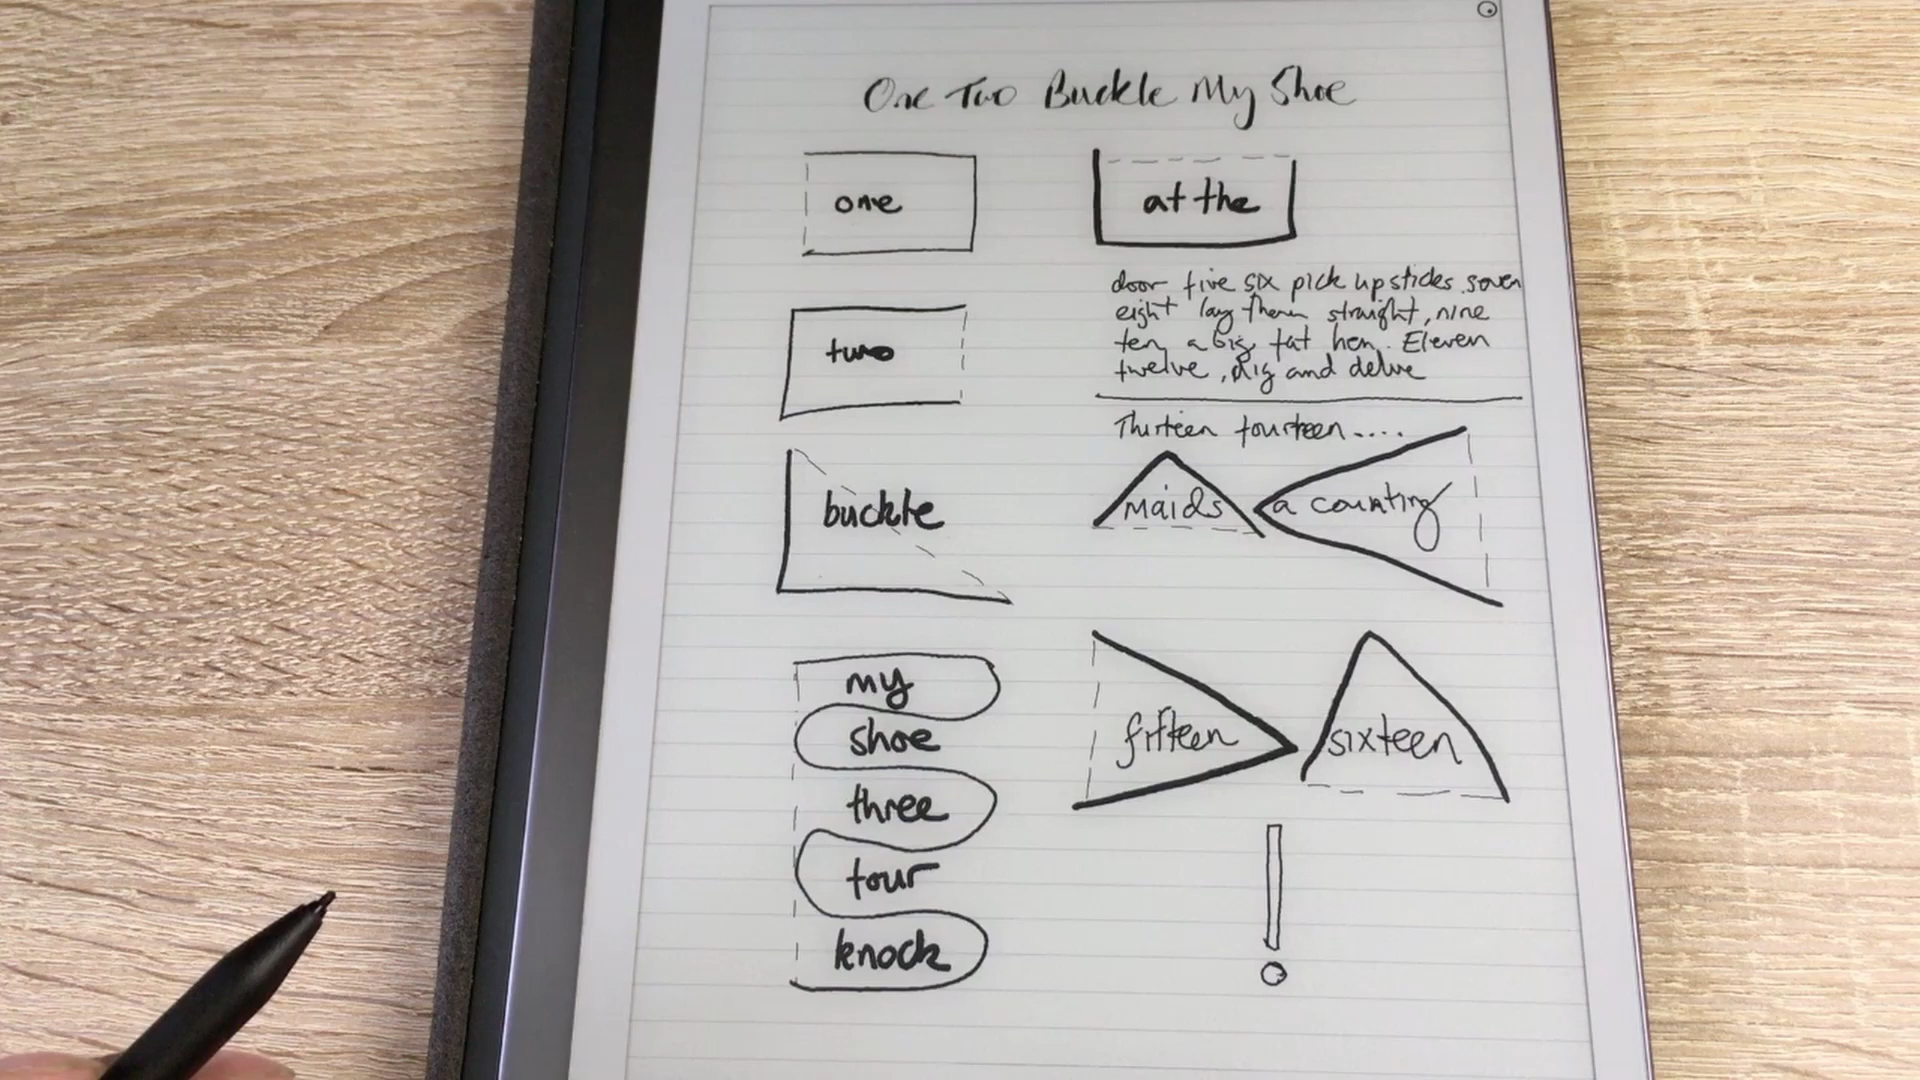 One Two Buckle My Shoe
one
two
buckle
my
shoe
three
four
knock
at the
door five six pick up sticks. seven
eight lay them straight, nine
ten, a big fat hen. Eleven
twelve, dig and delve
Thirteen fourteen....
maids
a counting
fifteen
sixteen
!